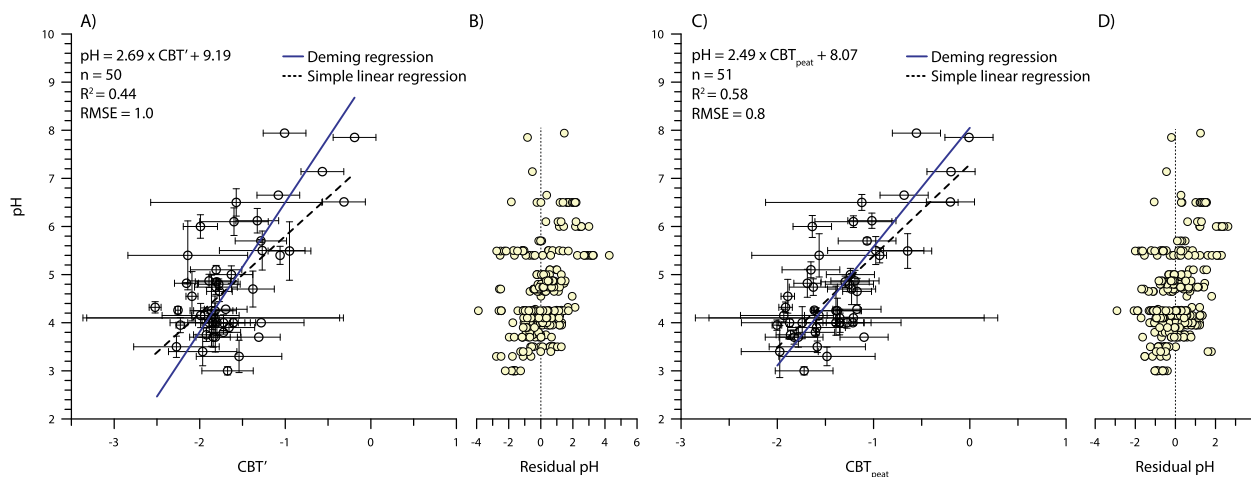 A)
pH = 2.69 x CBT′ + 9.19
n = 50
R² = 0.44
RMSE = 1.0
Deming regression
Simple linear regression
pH
10
9
8
7
6
5
4
3
2
-3 -2 -1 0 1
CBT′
B)
-4 -2 0 2 4 6
Residual pH
C)
pH = 2.49 x CBTpeat + 8.07
n = 51
R² = 0.58
RMSE = 0.8
Deming regression
Simple linear regression
10
9
8
7
6
5
4
3
2
-3 -2 -1 0 1
CBTpeat
D)
-4 -2 0 2
Residual pH